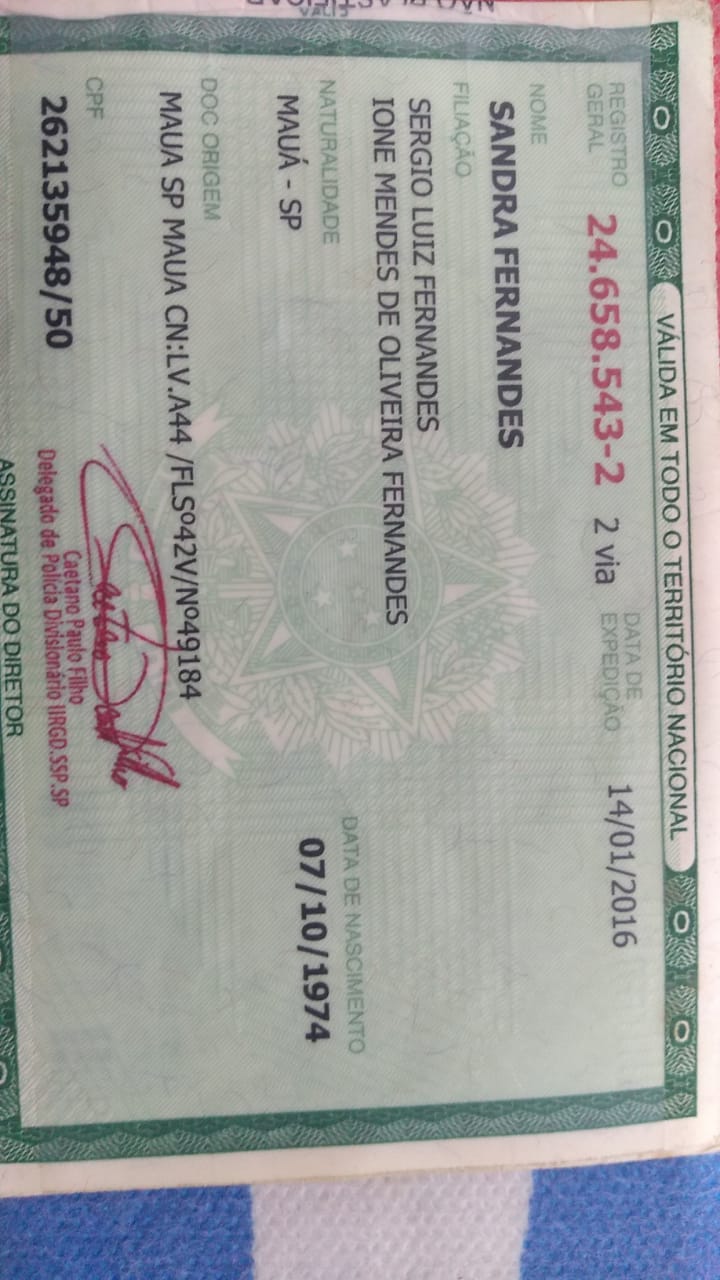 VÁLIDA EM TODO O TERRITÓRIO NACIONAL
REGISTRO GERAL 24.658.543-2 2 via DATA DE EXPEDIÇÃO 14/01/2016
NOME
SANDRA FERNANDES
FILIAÇÃO
SERGIO LUIZ FERNANDES
IONE MENDES DE OLIVEIRA FERNANDES
NATURALIDADE DATA DE NASCIMENTO
MAUÁ - SP 07/10/1974
DOC ORIGEM
MAUA SP MAUA CN:LV.A44 /FLSº42V/Nº49184
CPF
262135948/50
Caetano Paulo Filho
Delegado de Polícia Divisionário IIRGD.SSP.SP
ASSINATURA DO DIRETOR